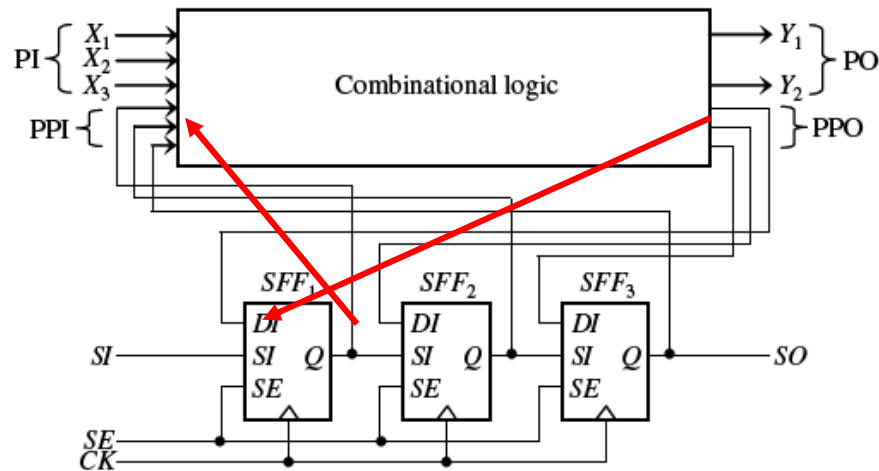 PI { X₁ X₂ X₃
PPI {
Combinational logic
Y₁ Y₂ } PO
} PPO
SFF₁ SFF₂ SFF₃
DI DI DI
SI SI Q SI Q SI Q SO
SE SE SE
SE
CK